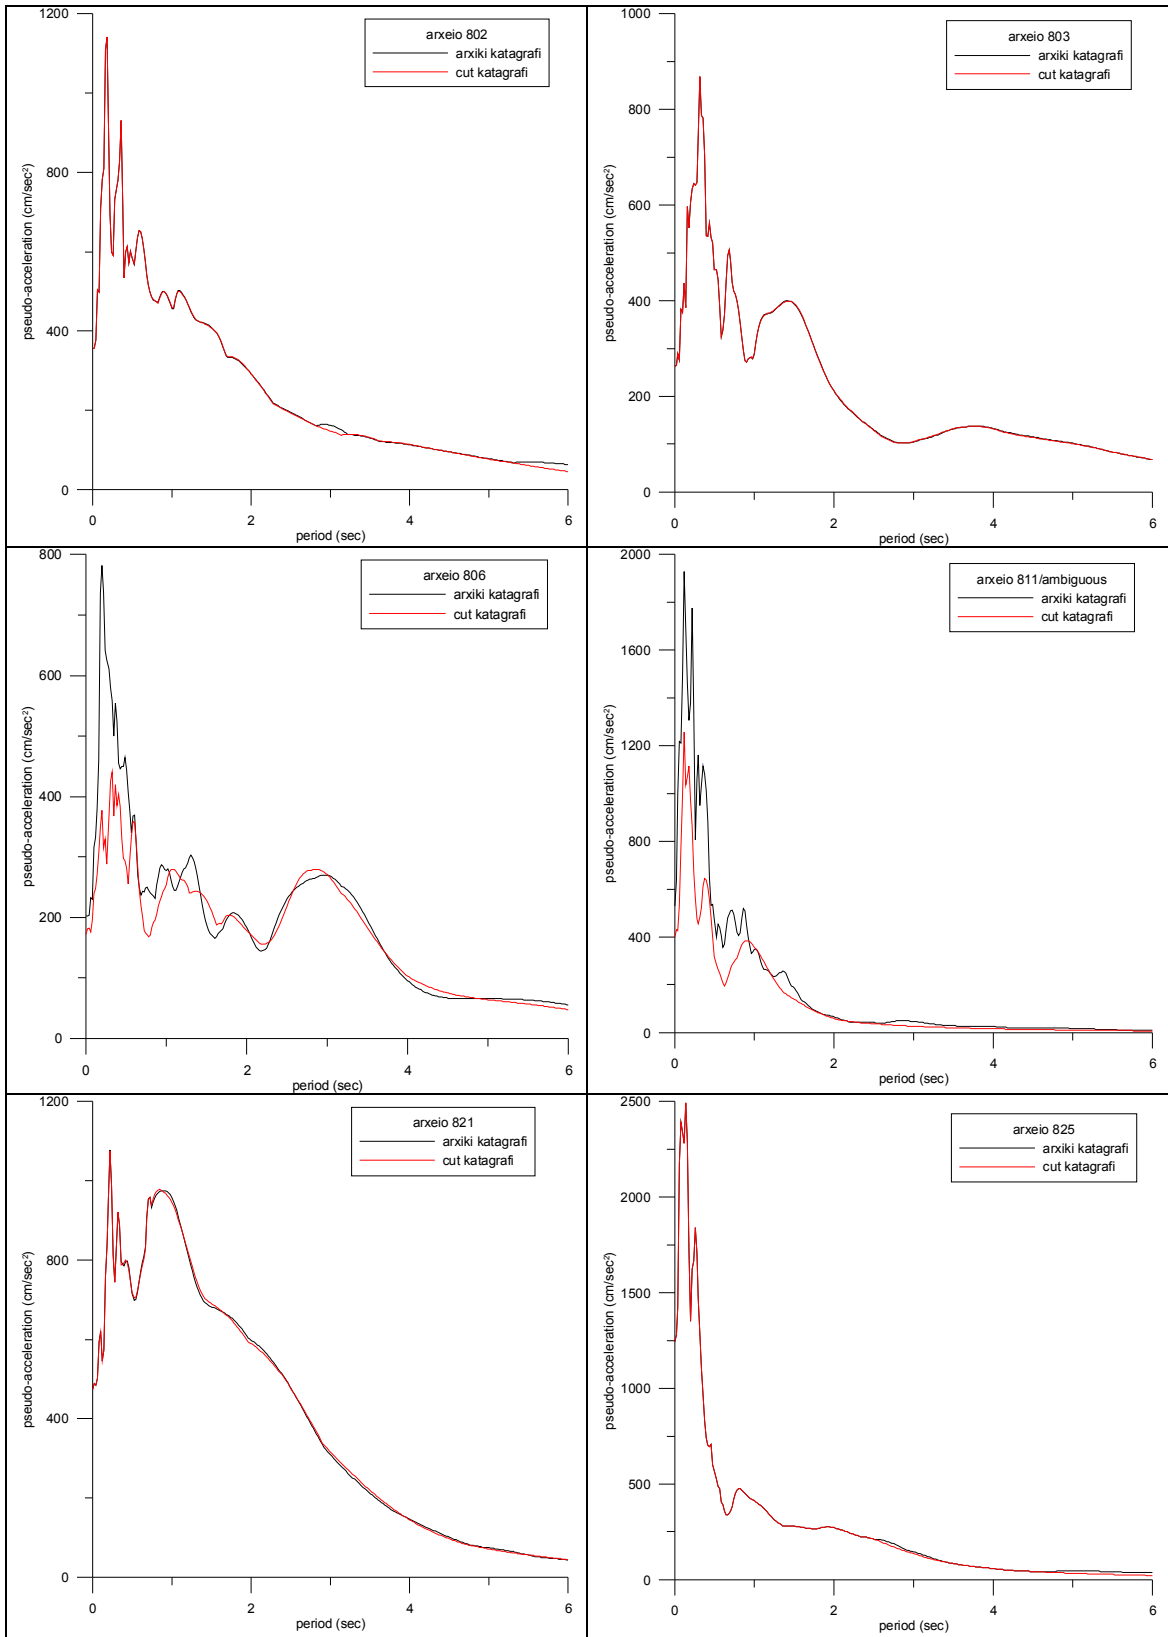 1200
800
400
0
pseudo-acceleration (cm/sec²)
arxeio 802
arxiki katagrafi
cut katagrafi
0 2 4 6
period (sec)
1000
800
600
400
200
0
pseudo-acceleration (cm/sec²)
arxeio 803
arxiki katagrafi
cut katagrafi
0 2 4 6
period (sec)
800
600
400
200
0
pseudo-acceleration (cm/sec²)
arxeio 806
arxiki katagrafi
cut katagrafi
0 2 4 6
period (sec)
2000
1600
1200
800
400
0
pseudo-acceleration (cm/sec²)
arxeio 811/ambiguous
arxiki katagrafi
cut katagrafi
0 2 4 6
period (sec)
1200
800
400
0
pseudo-acceleration (cm/sec²)
arxeio 821
arxiki katagrafi
cut katagrafi
0 2 4 6
period (sec)
2500
2000
1500
1000
500
0
pseudo-acceleration (cm/sec²)
arxeio 825
arxiki katagrafi
cut katagrafi
0 2 4 6
period (sec)